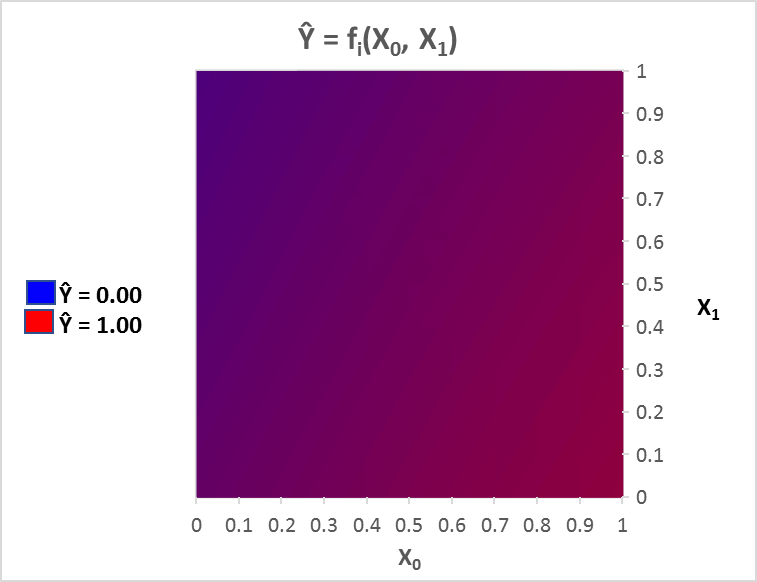 Ŷ = fᵢ(X₀, X₁)
1
0.9
0.8
0.7
0.6
0.5
0.4
0.3
0.2
0.1
0
X₁
Ŷ = 0.00
Ŷ = 1.00
0 0.1 0.2 0.3 0.4 0.5 0.6 0.7 0.8 0.9 1
X₀